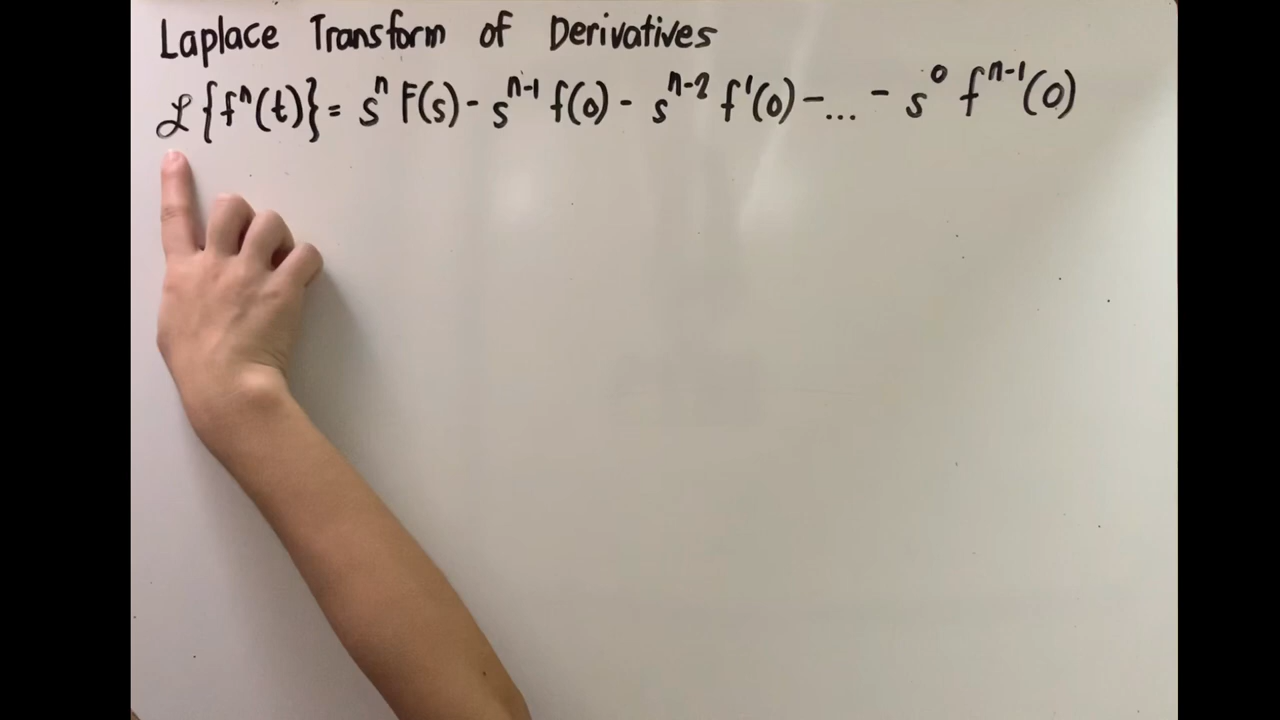 Laplace Transform of Derivatives
ℒ{fⁿ(t)} = sⁿ F(s) - sⁿ⁻¹ f(0) - sⁿ⁻² f'(0) - ... - s⁰ fⁿ⁻¹(0)